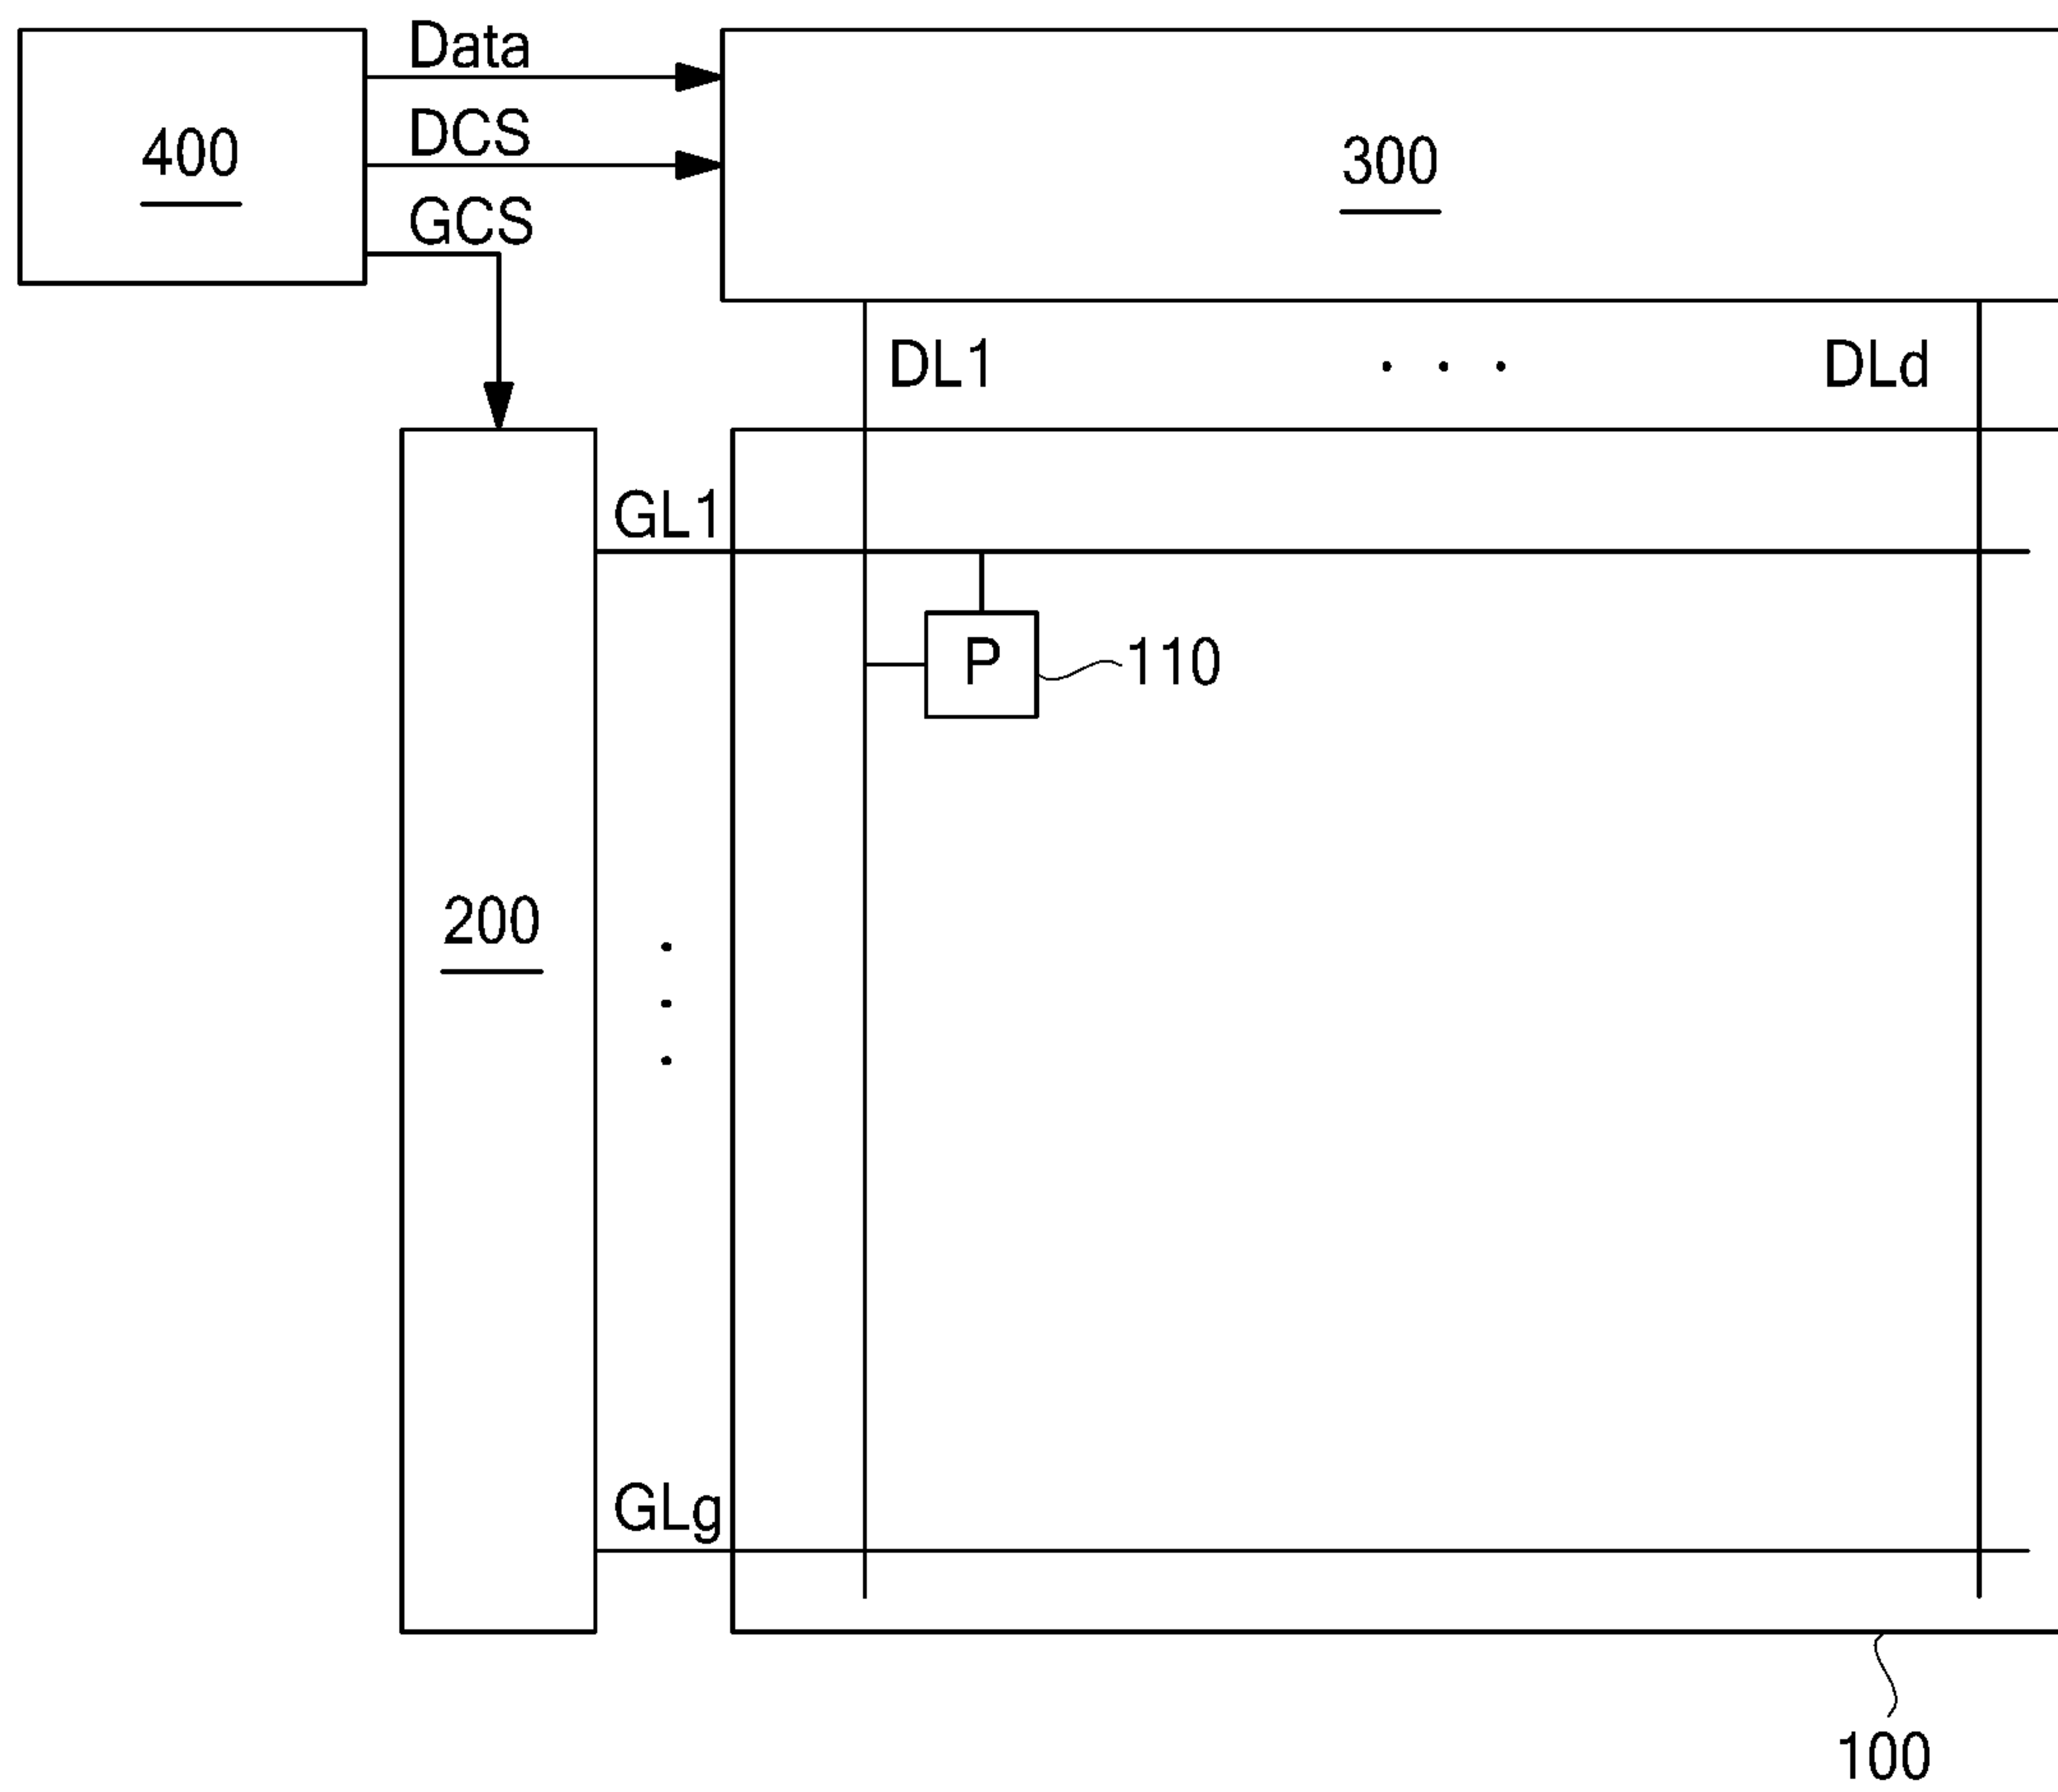 Data
DCS
GCS
400
300
DL1 . . . DLd
GL1
P
110
200
.
.
.
GLg
100